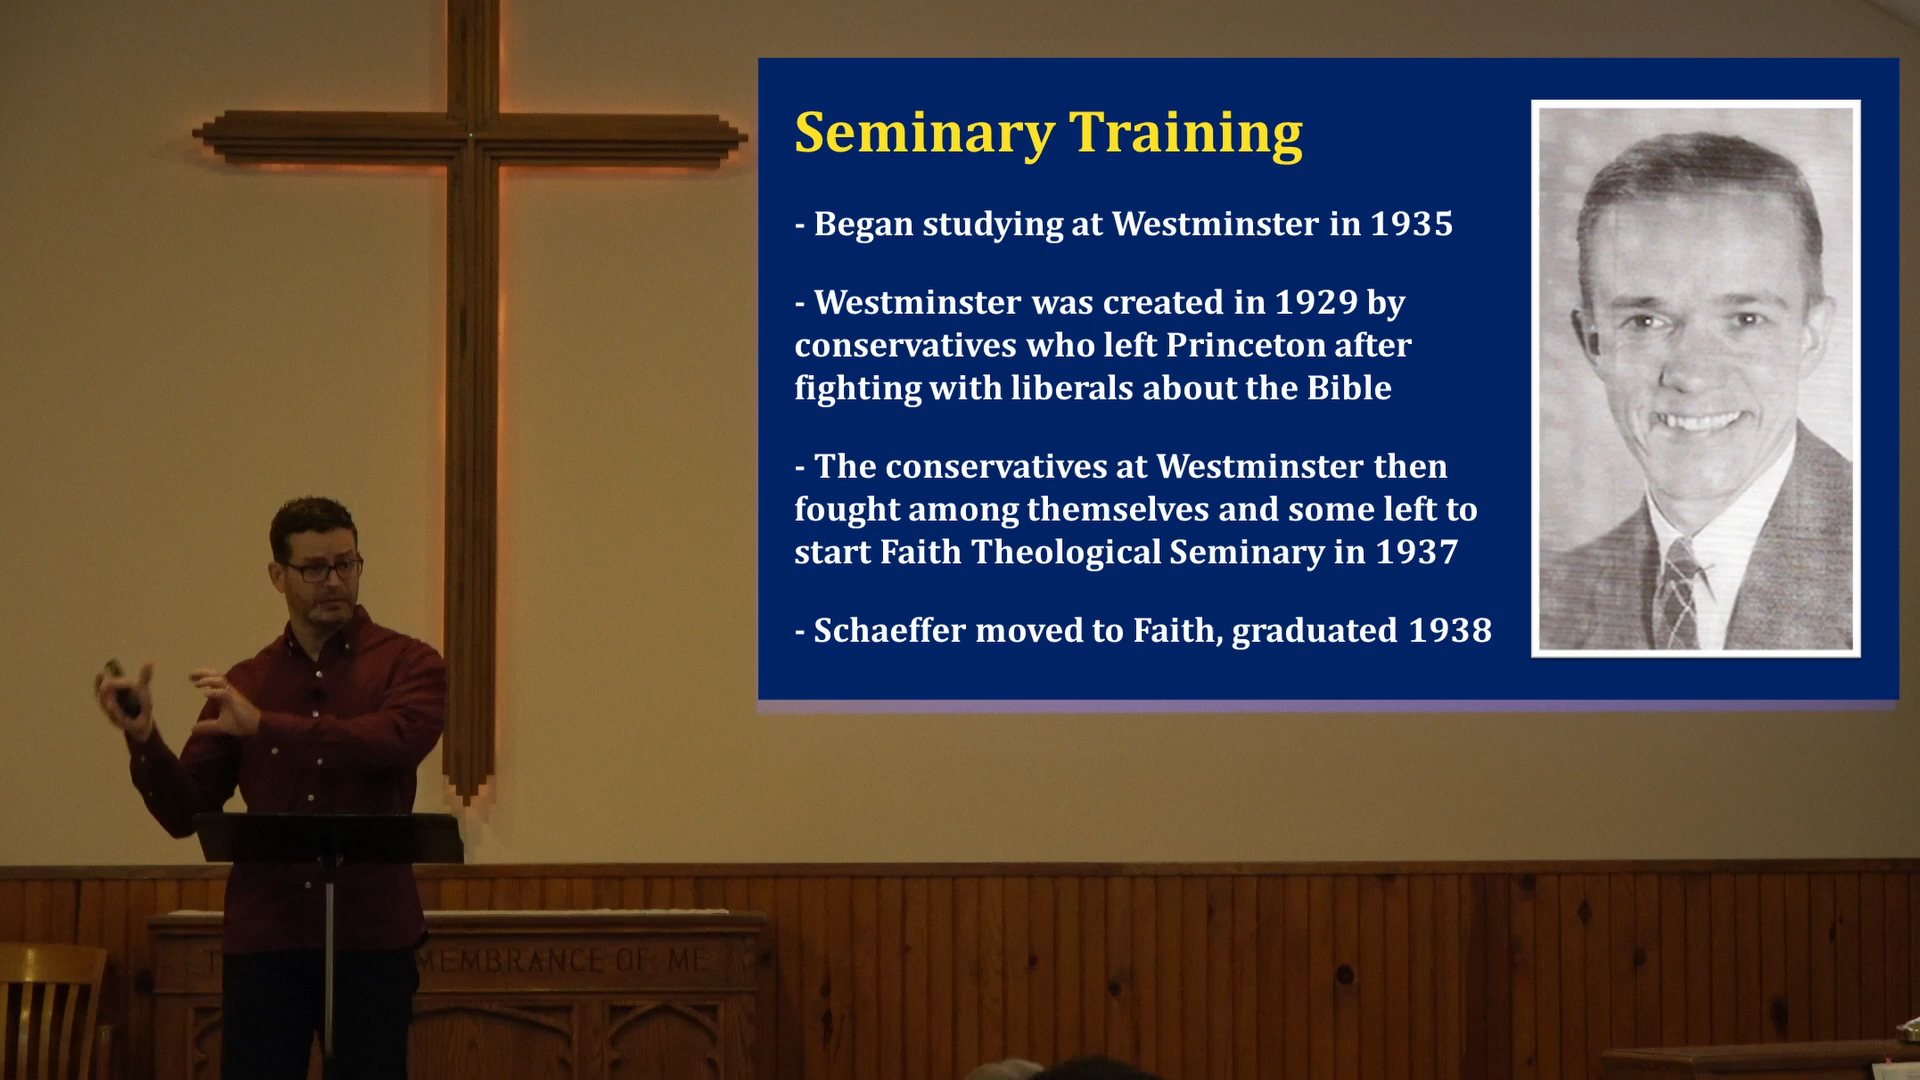 Seminary Training
- Began studying at Westminster in 1935
- Westminster was created in 1929 by
conservatives who left Princeton after
fighting with liberals about the Bible
- The conservatives at Westminster then
fought among themselves and some left to
start Faith Theological Seminary in 1937
- Schaeffer moved to Faith, graduated 1938
OF ME